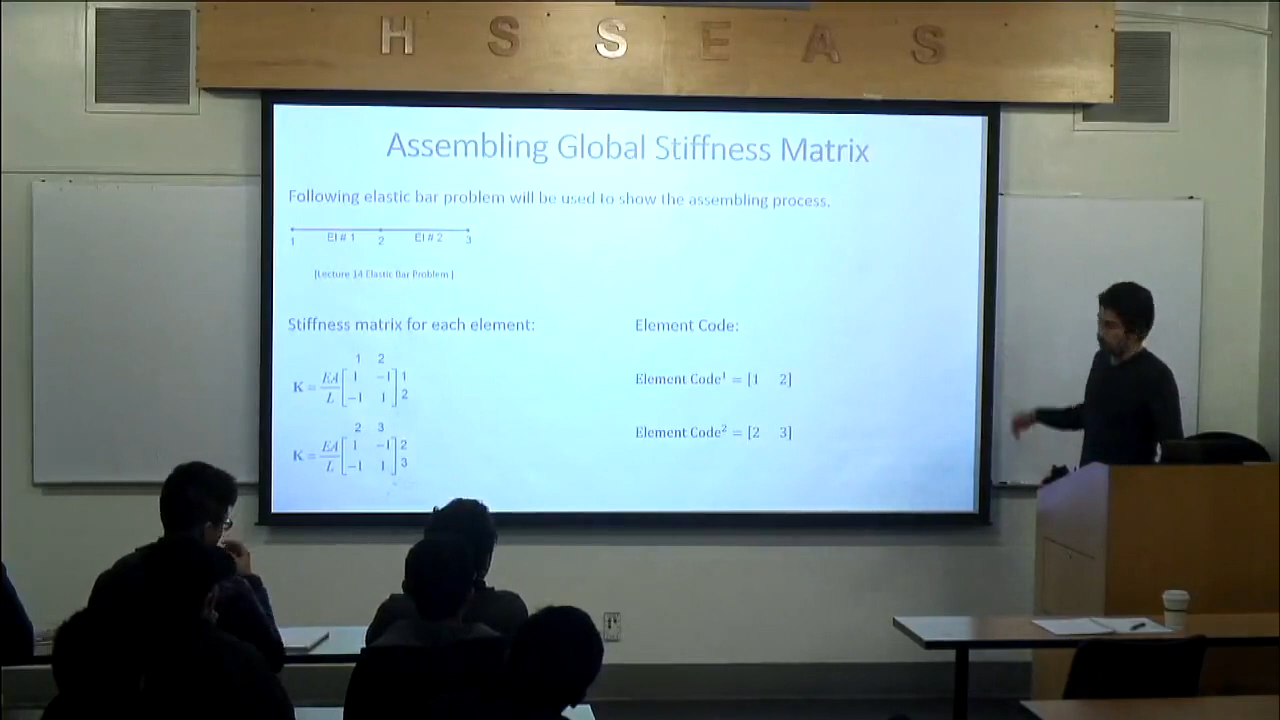 H S S E A S
Assembling Global Stiffness Matrix
Following elastic bar problem will be used to show the assembling process.
1 El # 1 2 El # 2 3
[Lecture 14 Elastic Bar Problem]
Stiffness matrix for each element:
Element Code:
1 2
K = EA/L [1 -1] 1
[-1 1] 2
Element Code¹ = [1 2]
2 3
K = EA/L [1 -1] 2
[-1 1] 3
Element Code² = [2 3]